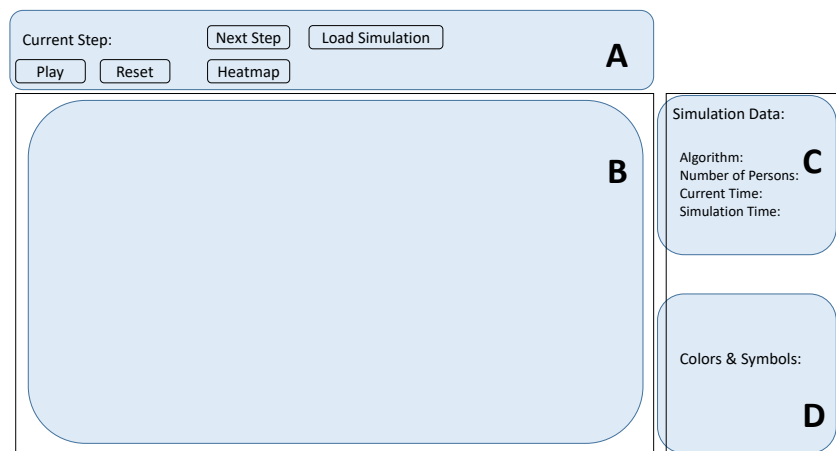 Current Step:
Next Step
Load Simulation
Play
Reset
Heatmap
A
B
Simulation Data:
Algorithm:
Number of Persons:
Current Time:
Simulation Time:
C
Colors & Symbols:
D